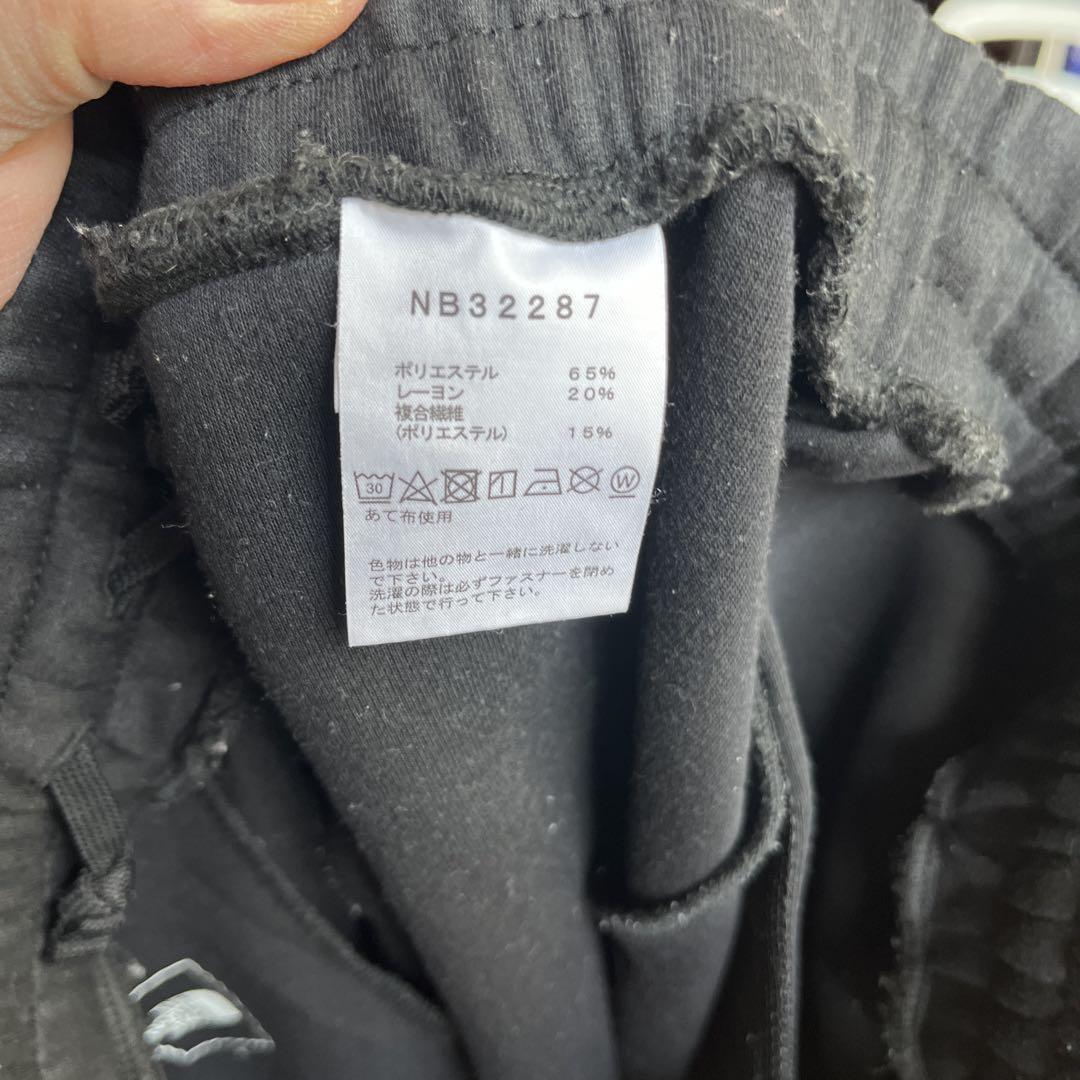 NB32287
ポリエステル 65%
レーヨン 20%
複合繊維
(ポリエステル) 15%
30 1 W
あて布使用
色物は他の物と一緒に洗濯しない
で下さい。
洗濯の際は必ずファスナーを閉め
た状態で行って下さい。